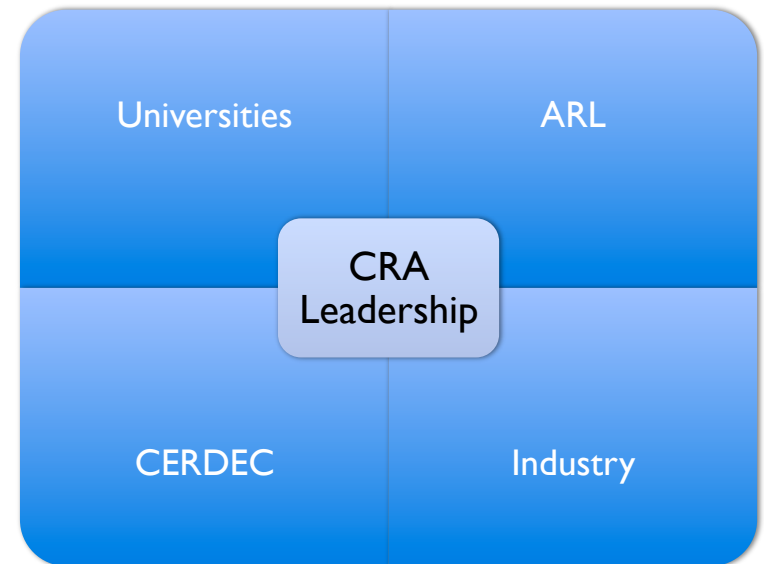 Universities
ARL
CRA
Leadership
CERDEC
Industry